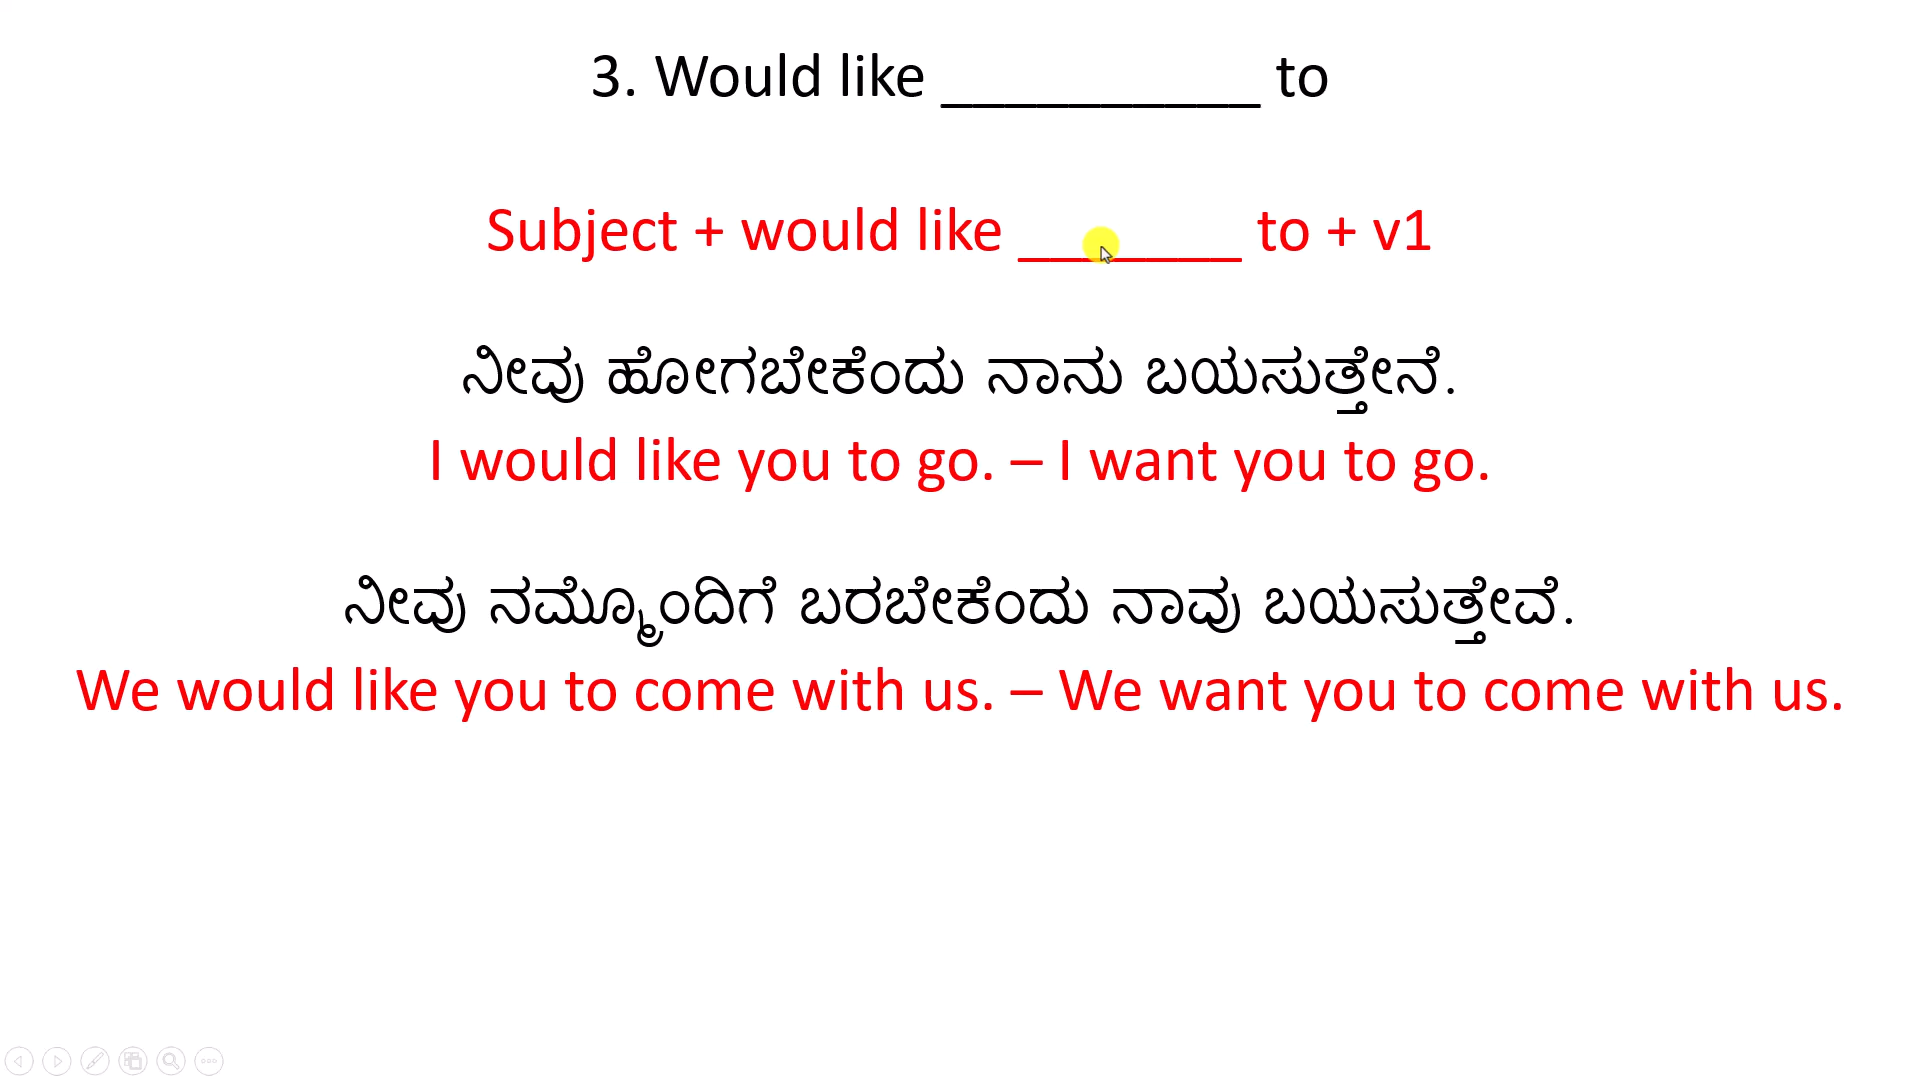 3. Would like __________ to
Subject + would like _______ to + v1
ನೀವು ಹೋಗಬೇಕೆಂದು ನಾನು ಬಯಸುತ್ತೇನೆ.
I would like you to go. – I want you to go.
ನೀವು ನಮ್ಮೊಂದಿಗೆ ಬರಬೇಕೆಂದು ನಾವು ಬಯಸುತ್ತೇವೆ.
We would like you to come with us. – We want you to come with us.